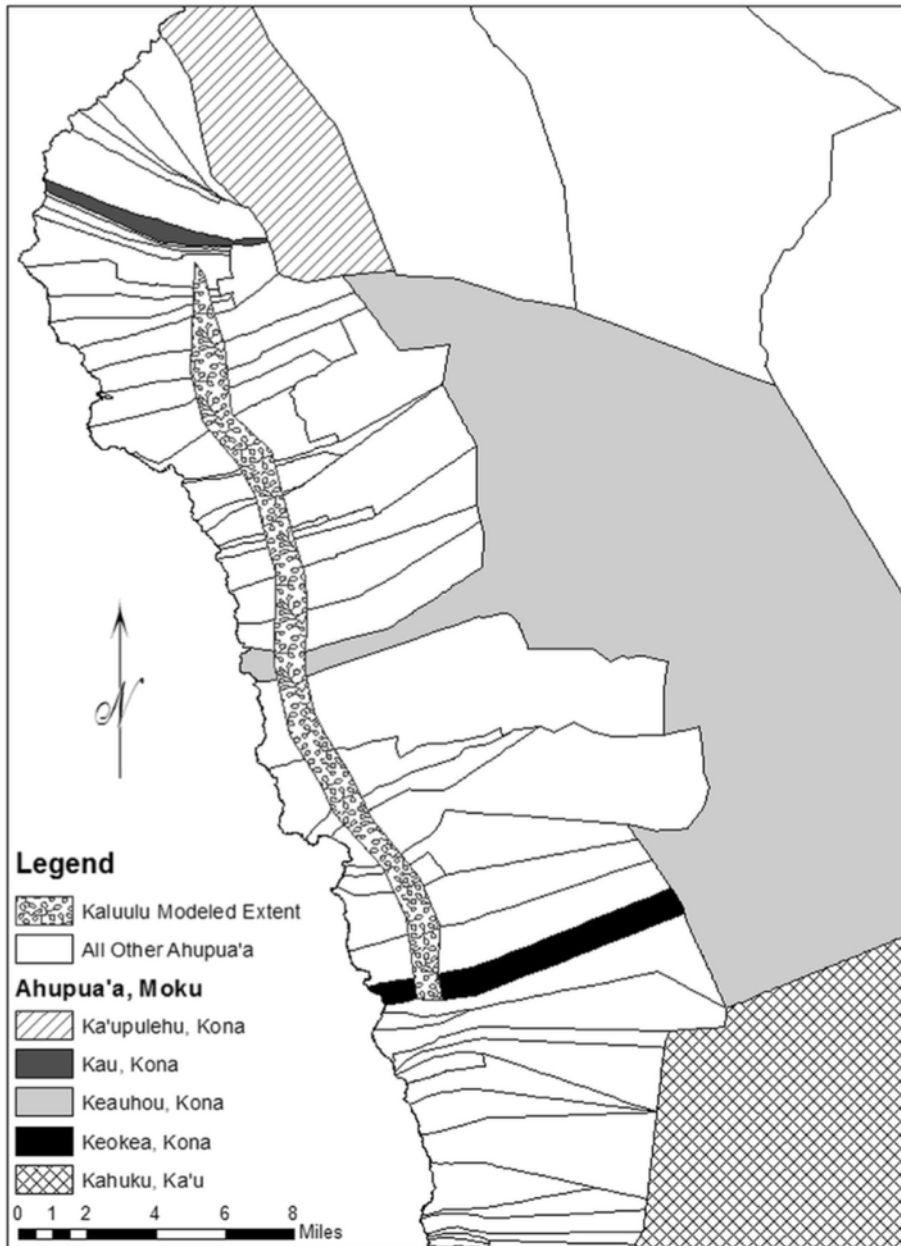 N
Legend
Kaluulu Modeled Extent
All Other Ahupua'a
Ahupua'a, Moku
Ka'upulehu, Kona
Kau, Kona
Keauhou, Kona
Keokea, Kona
Kahuku, Ka'u
0 1 2 4 6 8
Miles